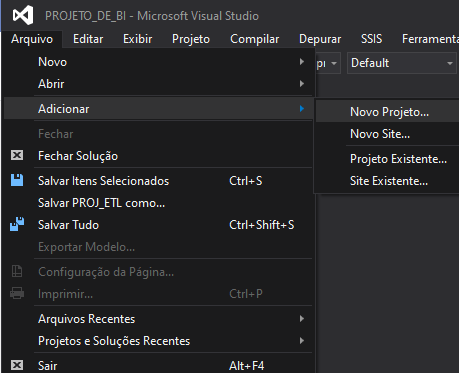 PROJETO_DE_BI - Microsoft Visual Studio
Arquivo Editar Exibir Projeto Compilar Depurar SSIS Ferramenta
Novo
Abrir Default
Adicionar
Novo Projeto...
Fechar
Novo Site...
Fechar Solução
Projeto Existente...
Salvar Itens Selecionados Ctrl+S
Site Existente...
Salvar PROJ_ETL como...
Salvar Tudo Ctrl+Shift+S
Exportar Modelo...
Configuração da Página...
Imprimir... Ctrl+P
Arquivos Recentes
Projetos e Soluções Recentes
Sair Alt+F4